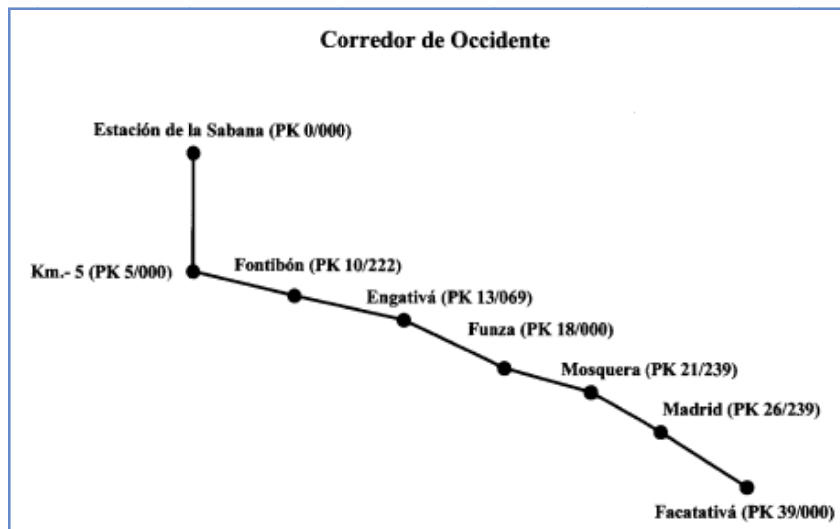 Corredor de Occidente
Estación de la Sabana (PK 0/000)
Km.- 5 (PK 5/000)
Fontibón (PK 10/222)
Engativá (PK 13/069)
Funza (PK 18/000)
Mosquera (PK 21/239)
Madrid (PK 26/239)
Facatativá (PK 39/000)